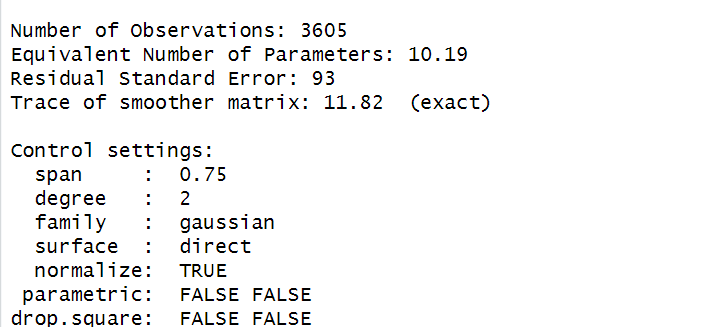 Number of Observations: 3605
Equivalent Number of Parameters: 10.19
Residual Standard Error: 93
Trace of smoother matrix: 11.82  (exact)

Control settings:
  span     :  0.75
  degree   :  2
  family   :  gaussian
  surface  :  direct
  normalize:  TRUE
 parametric:  FALSE FALSE
drop.square:  FALSE FALSE